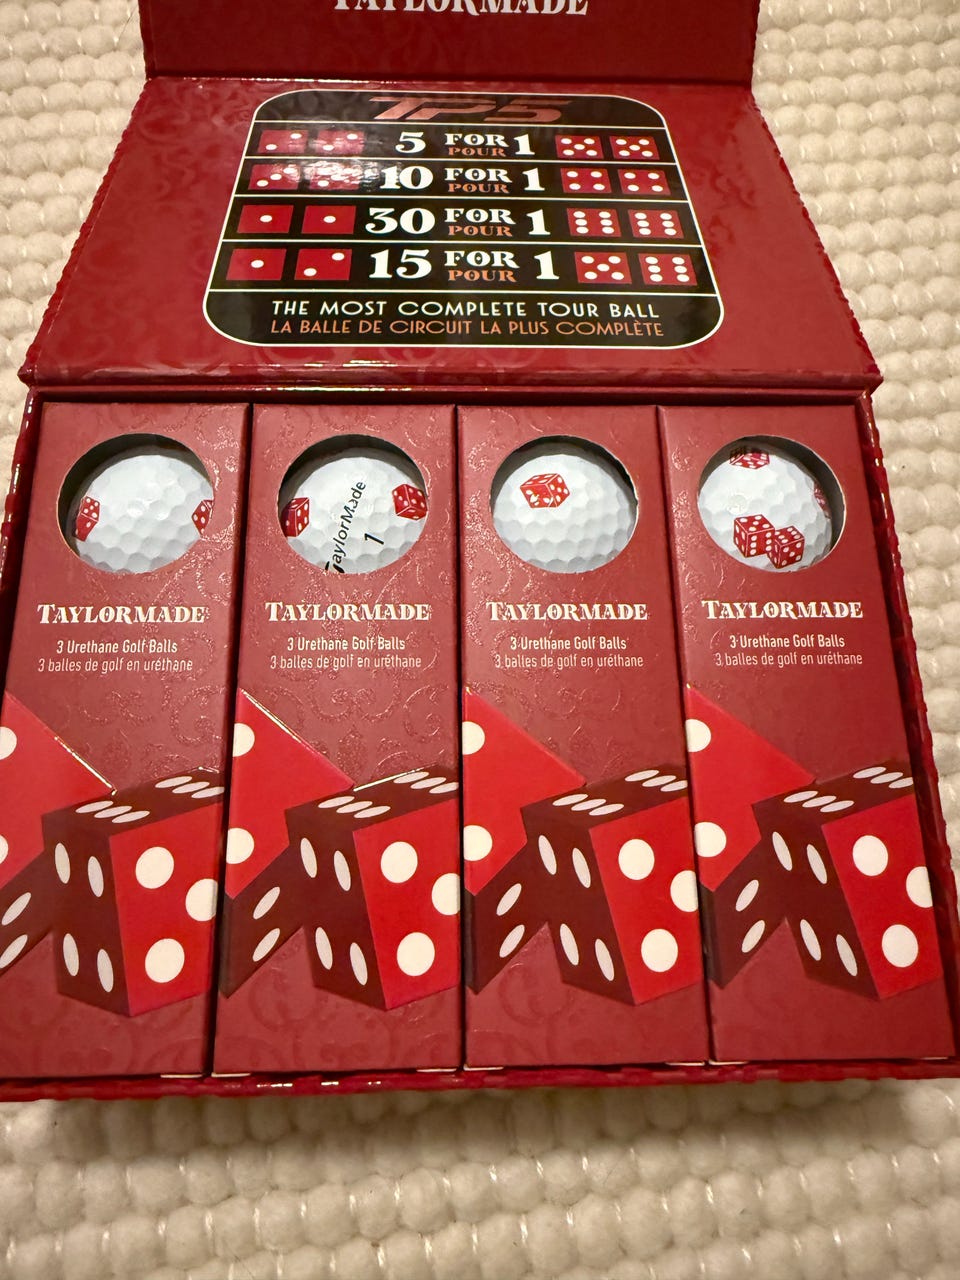 TAYLORMADE
TP5
5 FOR POUR 1
10 FOR POUR 1
30 FOR POUR 1
15 FOR POUR 1
THE MOST COMPLETE TOUR BALL
LA BALLE DE CIRCUIT LA PLUS COMPLÈTE
TaylorMade
1
TAYLORMADE
3 Urethane Golf Balls
3 balles de golf en uréthane
TAYLORMADE
3 Urethane Golf Balls
3 balles de golf en uréthane
TAYLORMADE
3 Urethane Golf Balls
3 balles de golf en uréthane
TAYLORMADE
3 Urethane Golf Balls
3 balles de golf en uréthane